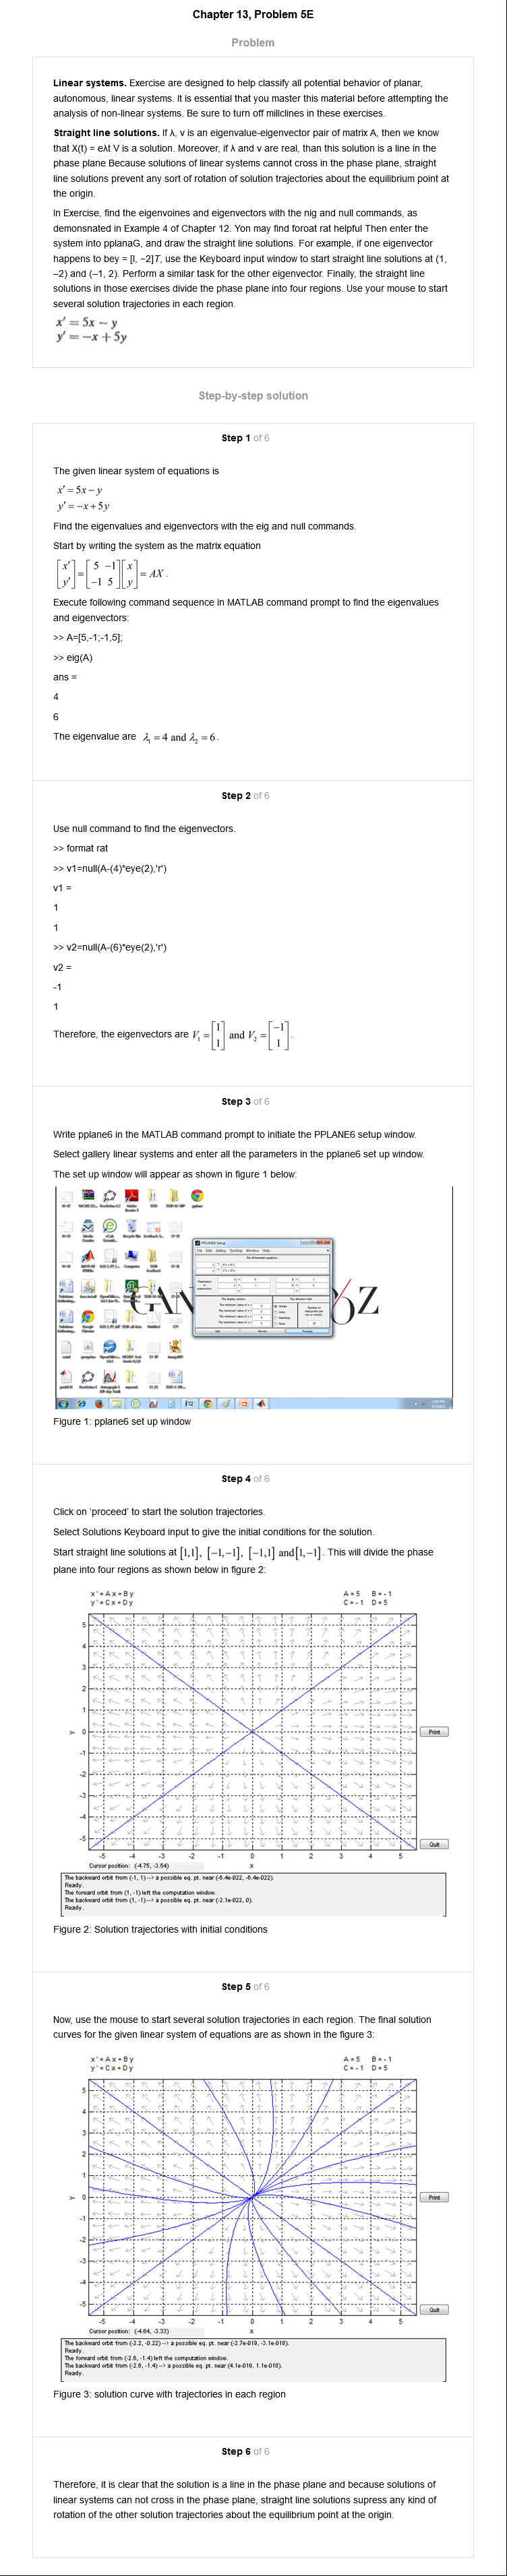 Chapter 13, Problem 5E
Problem
Linear systems. Exercise are designed to help classify all potential behavior of planar,
autonomous, linear systems. It is essential that you master this material before attempting the
analysis of non-linear systems. Be sure to turn off millclines in these exercises.
Straight line solutions. If λ, v is an eigenvalue-eigenvector pair of matrix A, then we know
that X(t) = eλt V is a solution. Moreover, if λ and v are real, than this solution is a line in the
phase plane Because solutions of linear systems cannot cross in the phase plane, straight
line solutions prevent any sort of rotation of solution trajectories about the equilibrium point at
the origin.
In Exercise, find the eigenvoines and eigenvectors with the nig and null commands, as
demonsnated in Example 4 of Chapter 12. Yon may find foroat rat helpful Then enter the
system into pplanaG, and draw the straight line solutions. For example, if one eigenvector
happens to bey = [l, −2]T, use the Keyboard input window to start straight line solutions at (1,
–2) and (–1, 2). Perform a similar task for the other eigenvector. Finally, the straight line
solutions in those exercises divide the phase plane into four regions. Use your mouse to start
several solution trajectories in each region.
x′ = 5x − y
y′ = −x + 5y
Step-by-step solution
Step 1 of 6
The given linear system of equations is
x′ = 5x − y
y′ = −x + 5y
Find the eigenvalues and eigenvectors with the eig and null commands.
Start by writing the system as the matrix equation
[x′ y′] = [5 −1 −1 5][x y] = AX.
Execute following command sequence in MATLAB command prompt to find the eigenvalues
and eigenvectors:
>> A=[5,-1;-1,5];
>> eig(A)
ans =
4
6
The eigenvalue are λ₁ = 4 and λ₂ = 6.
Step 2 of 6
Use null command to find the eigenvectors.
>> format rat
>> v1=null(A-(4)*eye(2),'r')
v1 =
1
1
>> v2=null(A-(6)*eye(2),'r')
v2 =
-1
1
Therefore, the eigenvectors are V₁ = [1 1] and V₂ = [−1 1].
Step 3 of 6
Write pplane6 in the MATLAB command prompt to initiate the PPLANE6 setup window.
Select gallery linear systems and enter all the parameters in the pplane6 set up window.
The set up window will appear as shown in figure 1 below:
PPLANE6 Setup
Figure 1: pplane6 set up window
Step 4 of 6
Click on 'proceed' to start the solution trajectories.
Select Solutions Keyboard input to give the initial conditions for the solution.
Start straight line solutions at [1,1], [−1,−1], [−1,1] and [1,−1]. This will divide the phase
plane into four regions as shown below in figure 2:
x ' = A x + B y
y ' = C x + D y
A = 5 B = - 1
C = - 1 D = 5
5
4
3
2
1
0
-1
-2
-3
-4
-5
y
-5 -4 -3 -2 -1 0 1 2 3 4 5
x
Print
Quit
Cursor position: (-4.75, -3.54)
The backward orbit from (-1, 1) --> a possible eq. pt. near (-6.4e-022, -6.4e-022).
Ready.
The forward orbit from (1, -1) left the computation window.
The backward orbit from (1, -1) --> a possible eq. pt. near (-2.1e-022, 0).
Ready.
Figure 2: Solution trajectories with initial conditions
Step 5 of 6
Now, use the mouse to start several solution trajectories in each region. The final solution
curves for the given linear system of equations are as shown in the figure 3:
x ' = A x + B y
y ' = C x + D y
A = 5 B = - 1
C = - 1 D = 5
5
4
3
2
1
0
-1
-2
-3
-4
-5
y
-5 -4 -3 -2 -1 0 1 2 3 4 5
x
Print
Quit
Cursor position: (-4.64, -3.33)
The backward orbit from (-2.2, -0.22) --> a possible eq. pt. near (-2.7e-019, -3.1e-018).
Ready.
The forward orbit from (-2.6, -1.4) left the computation window.
The backward orbit from (-2.6, -1.4) --> a possible eq. pt. near (4.1e-019, 1.1e-018).
Ready.
Figure 3: solution curve with trajectories in each region
Step 6 of 6
Therefore, it is clear that the solution is a line in the phase plane and because solutions of
linear systems can not cross in the phase plane, straight line solutions supress any kind of
rotation of the other solution trajectories about the equilibrium point at the origin.